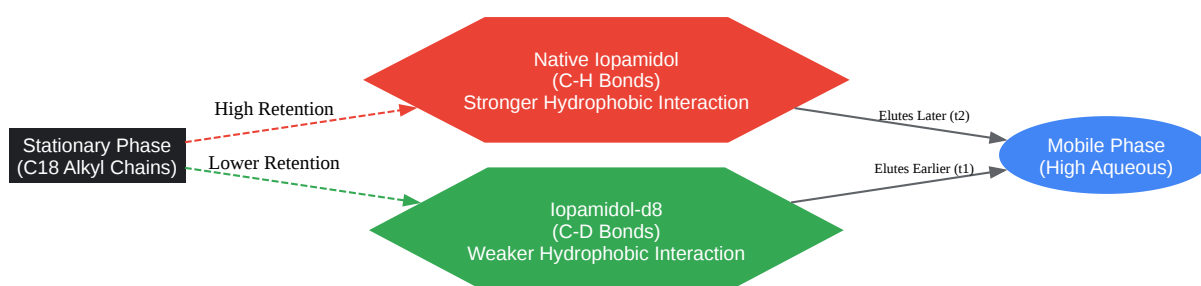 Native Iopamidol
(C-H Bonds)
Stronger Hydrophobic Interaction
High Retention
Elutes Later (t2)
Stationary Phase
(C18 Alkyl Chains)
Mobile Phase
(High Aqueous)
Lower Retention
Elutes Earlier (t1)
Iopamidol-d8
(C-D Bonds)
Weaker Hydrophobic Interaction